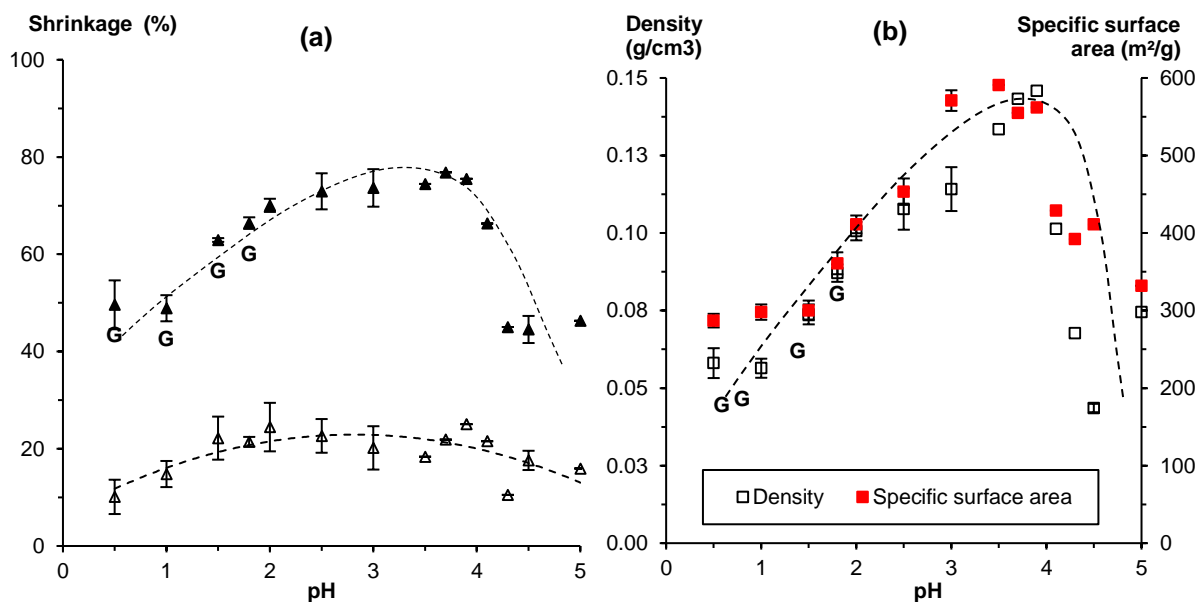 Shrinkage (%)
(a)
100
80
60
40
20
0
G
G
G
G
0
1
2
3
4
5
pH
Density
(g/cm3)
(b)
Specific surface
area (m²/g)
0.15
0.13
0.10
0.08
0.05
0.03
0.00
600
500
400
300
200
100
0
G
G
G
G
Density
Specific surface area
0
1
2
3
4
5
pH